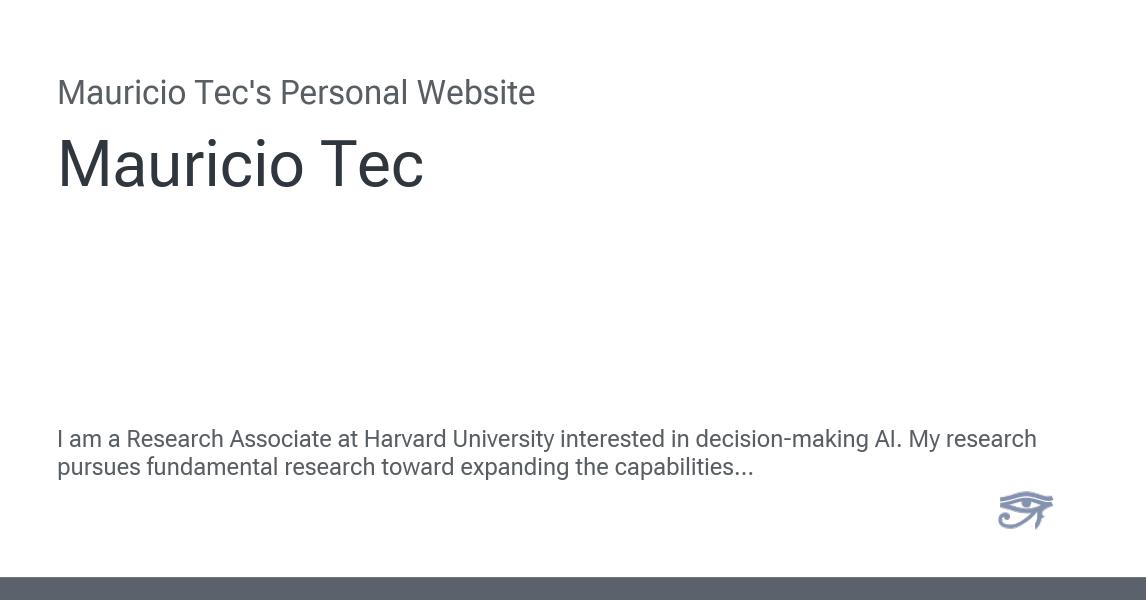 Mauricio Tec's Personal Website
Mauricio Tec
I am a Research Associate at Harvard University interested in decision-making AI. My research
pursues fundamental research toward expanding the capabilities...